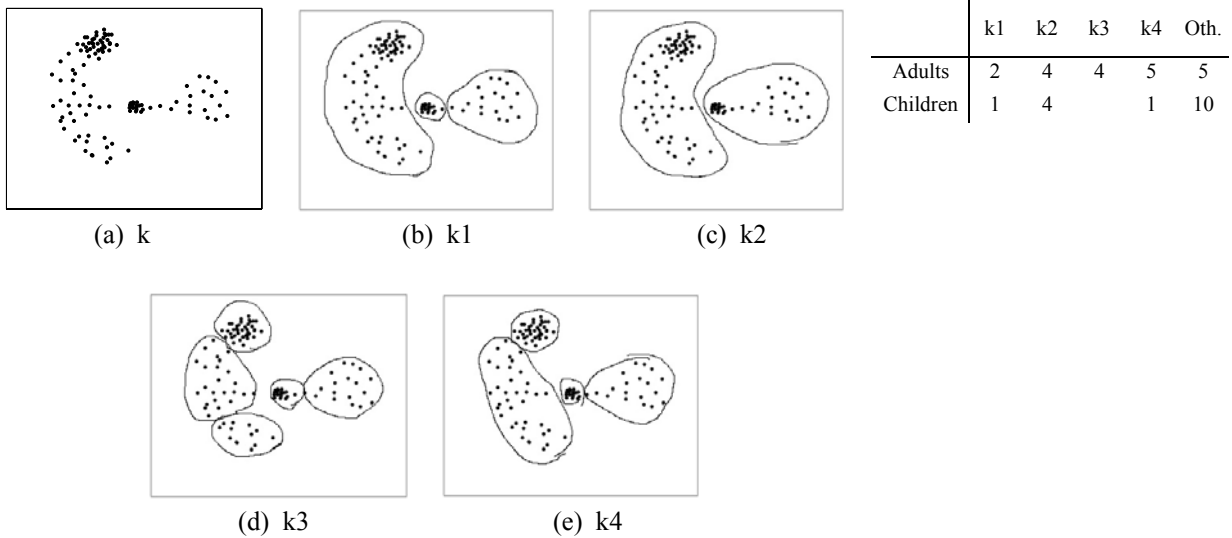 k1 k2 k3 k4 Oth.
Adults 2 4 4 5 5
Children 1 4 1 10
(a) k
(b) k1
(c) k2
(d) k3
(e) k4